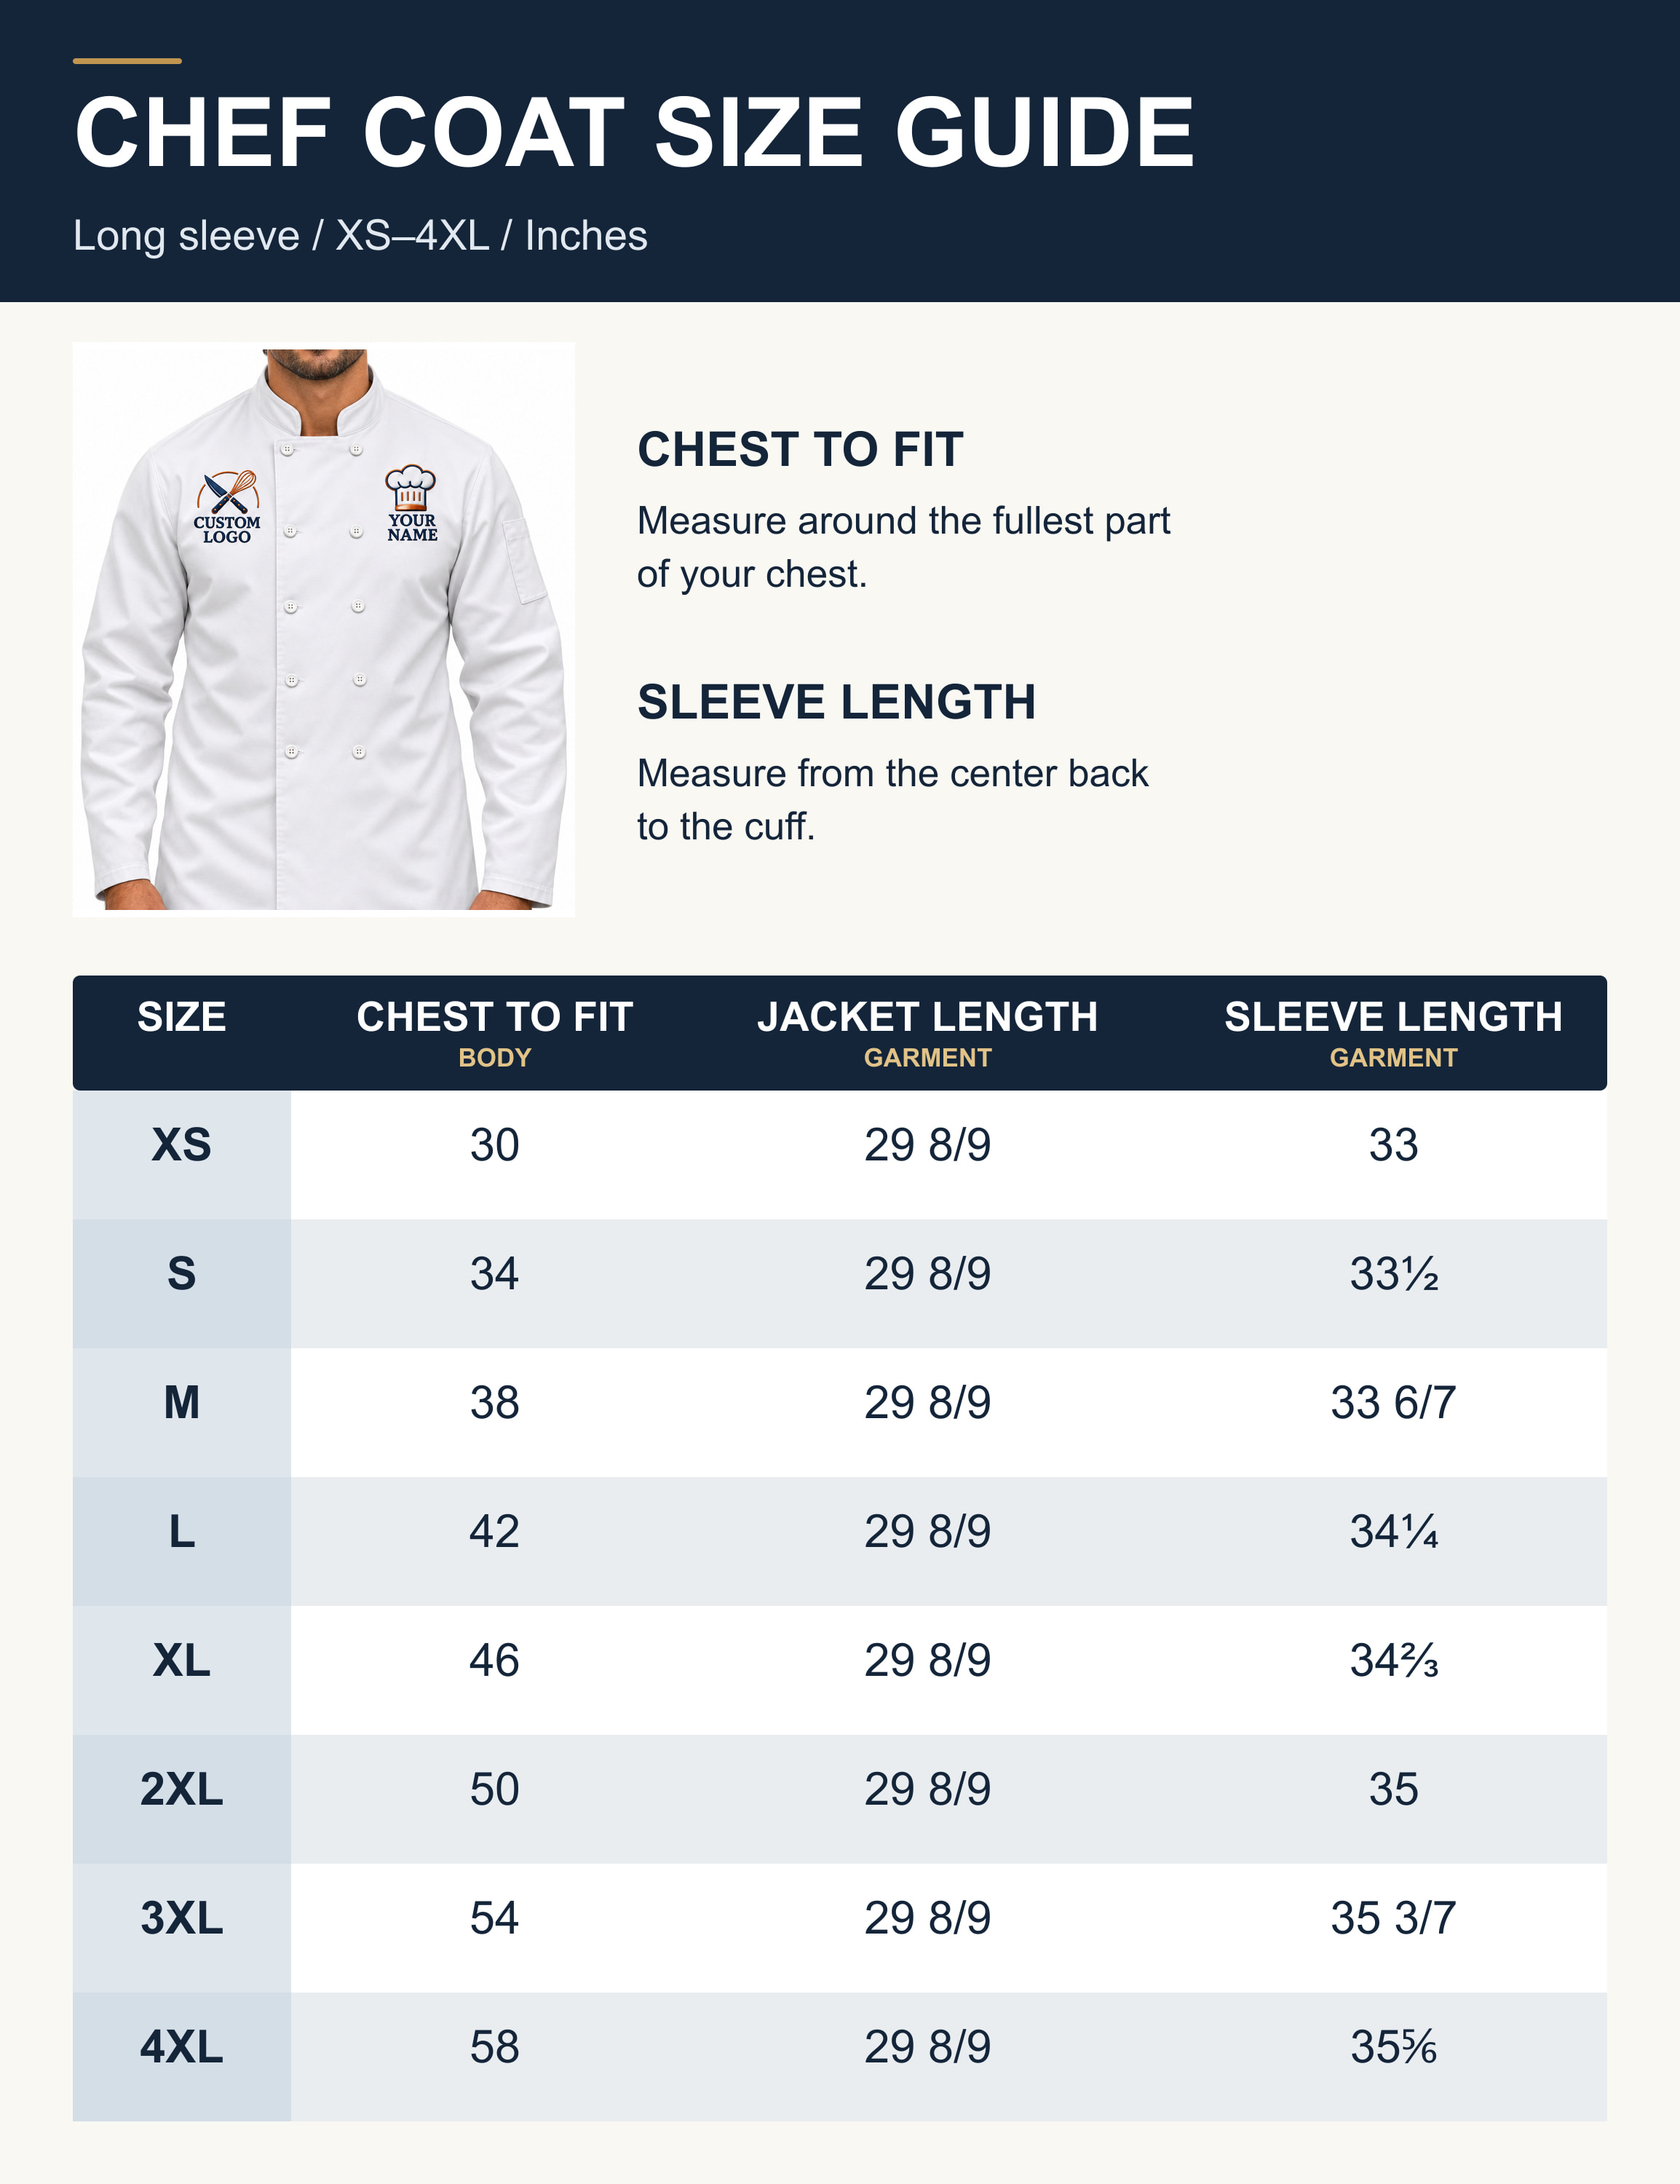 CHEF COAT SIZE GUIDE
Long sleeve / XS–4XL / Inches
CUSTOM
LOGO
YOUR
NAME
CHEST TO FIT
Measure around the fullest part
of your chest.
SLEEVE LENGTH
Measure from the center back
to the cuff.
SIZE CHEST TO FIT JACKET LENGTH SLEEVE LENGTH
BODY GARMENT GARMENT
XS 30 29 8/9 33
S 34 29 8/9 33½
M 38 29 8/9 33 6/7
L 42 29 8/9 34¼
XL 46 29 8/9 34⅔
2XL 50 29 8/9 35
3XL 54 29 8/9 35 3/7
4XL 58 29 8/9 35⅚